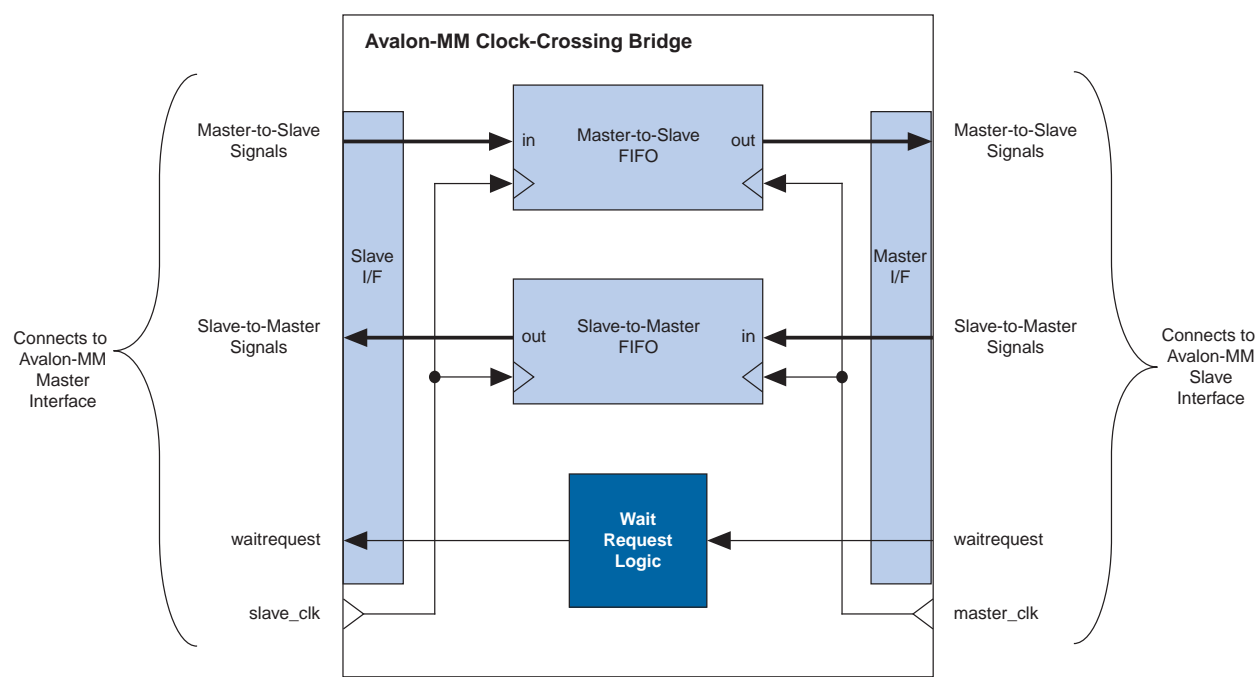 Avalon-MM Clock-Crossing Bridge
Master-to-Slave
Signals
in
Master-to-Slave
FIFO
out
Master-to-Slave
Signals
Slave
I/F
Master
I/F
Connects to
Avalon-MM
Master
Interface
Slave-to-Master
Signals
out
Slave-to-Master
FIFO
in
Slave-to-Master
Signals
Connects to
Avalon-MM
Slave
Interface
waitrequest
Wait
Request
Logic
waitrequest
slave_clk
master_clk